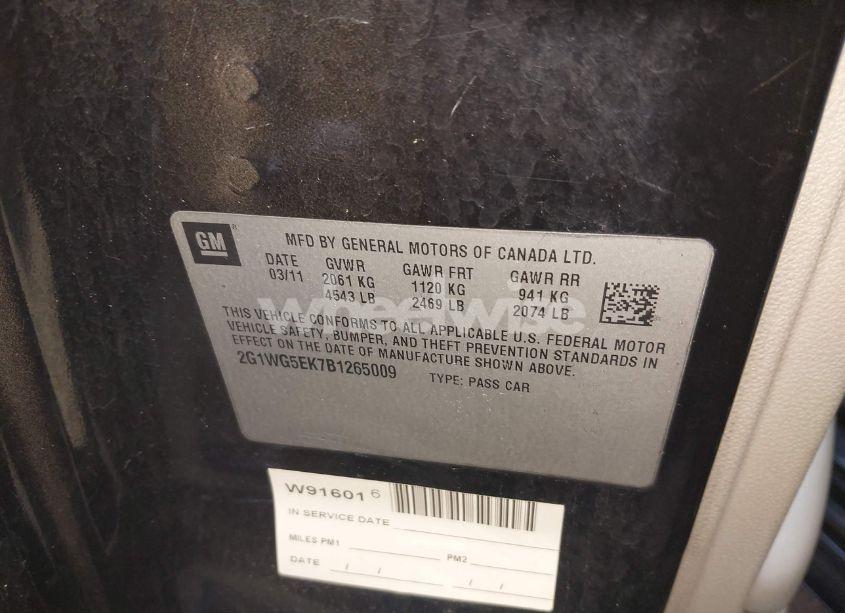 GM ®
MFD BY GENERAL MOTORS OF CANADA LTD.
DATE GVWR GAWR FRT GAWR RR
03/11 2061 KG 1120 KG 941 KG
4543 LB 2469 LB 2074 LB
wheelwise
THIS VEHICLE CONFORMS TO ALL APPLICABLE U.S. FEDERAL MOTOR
VEHICLE SAFETY, BUMPER, AND THEFT PREVENTION STANDARDS IN
EFFECT ON THE DATE OF MANUFACTURE SHOWN ABOVE.
2G1WG5EK7B1265009 TYPE: PASS CAR
W91601 6
IN SERVICE DATE
MILES PM1 PM2
DATE / / / /